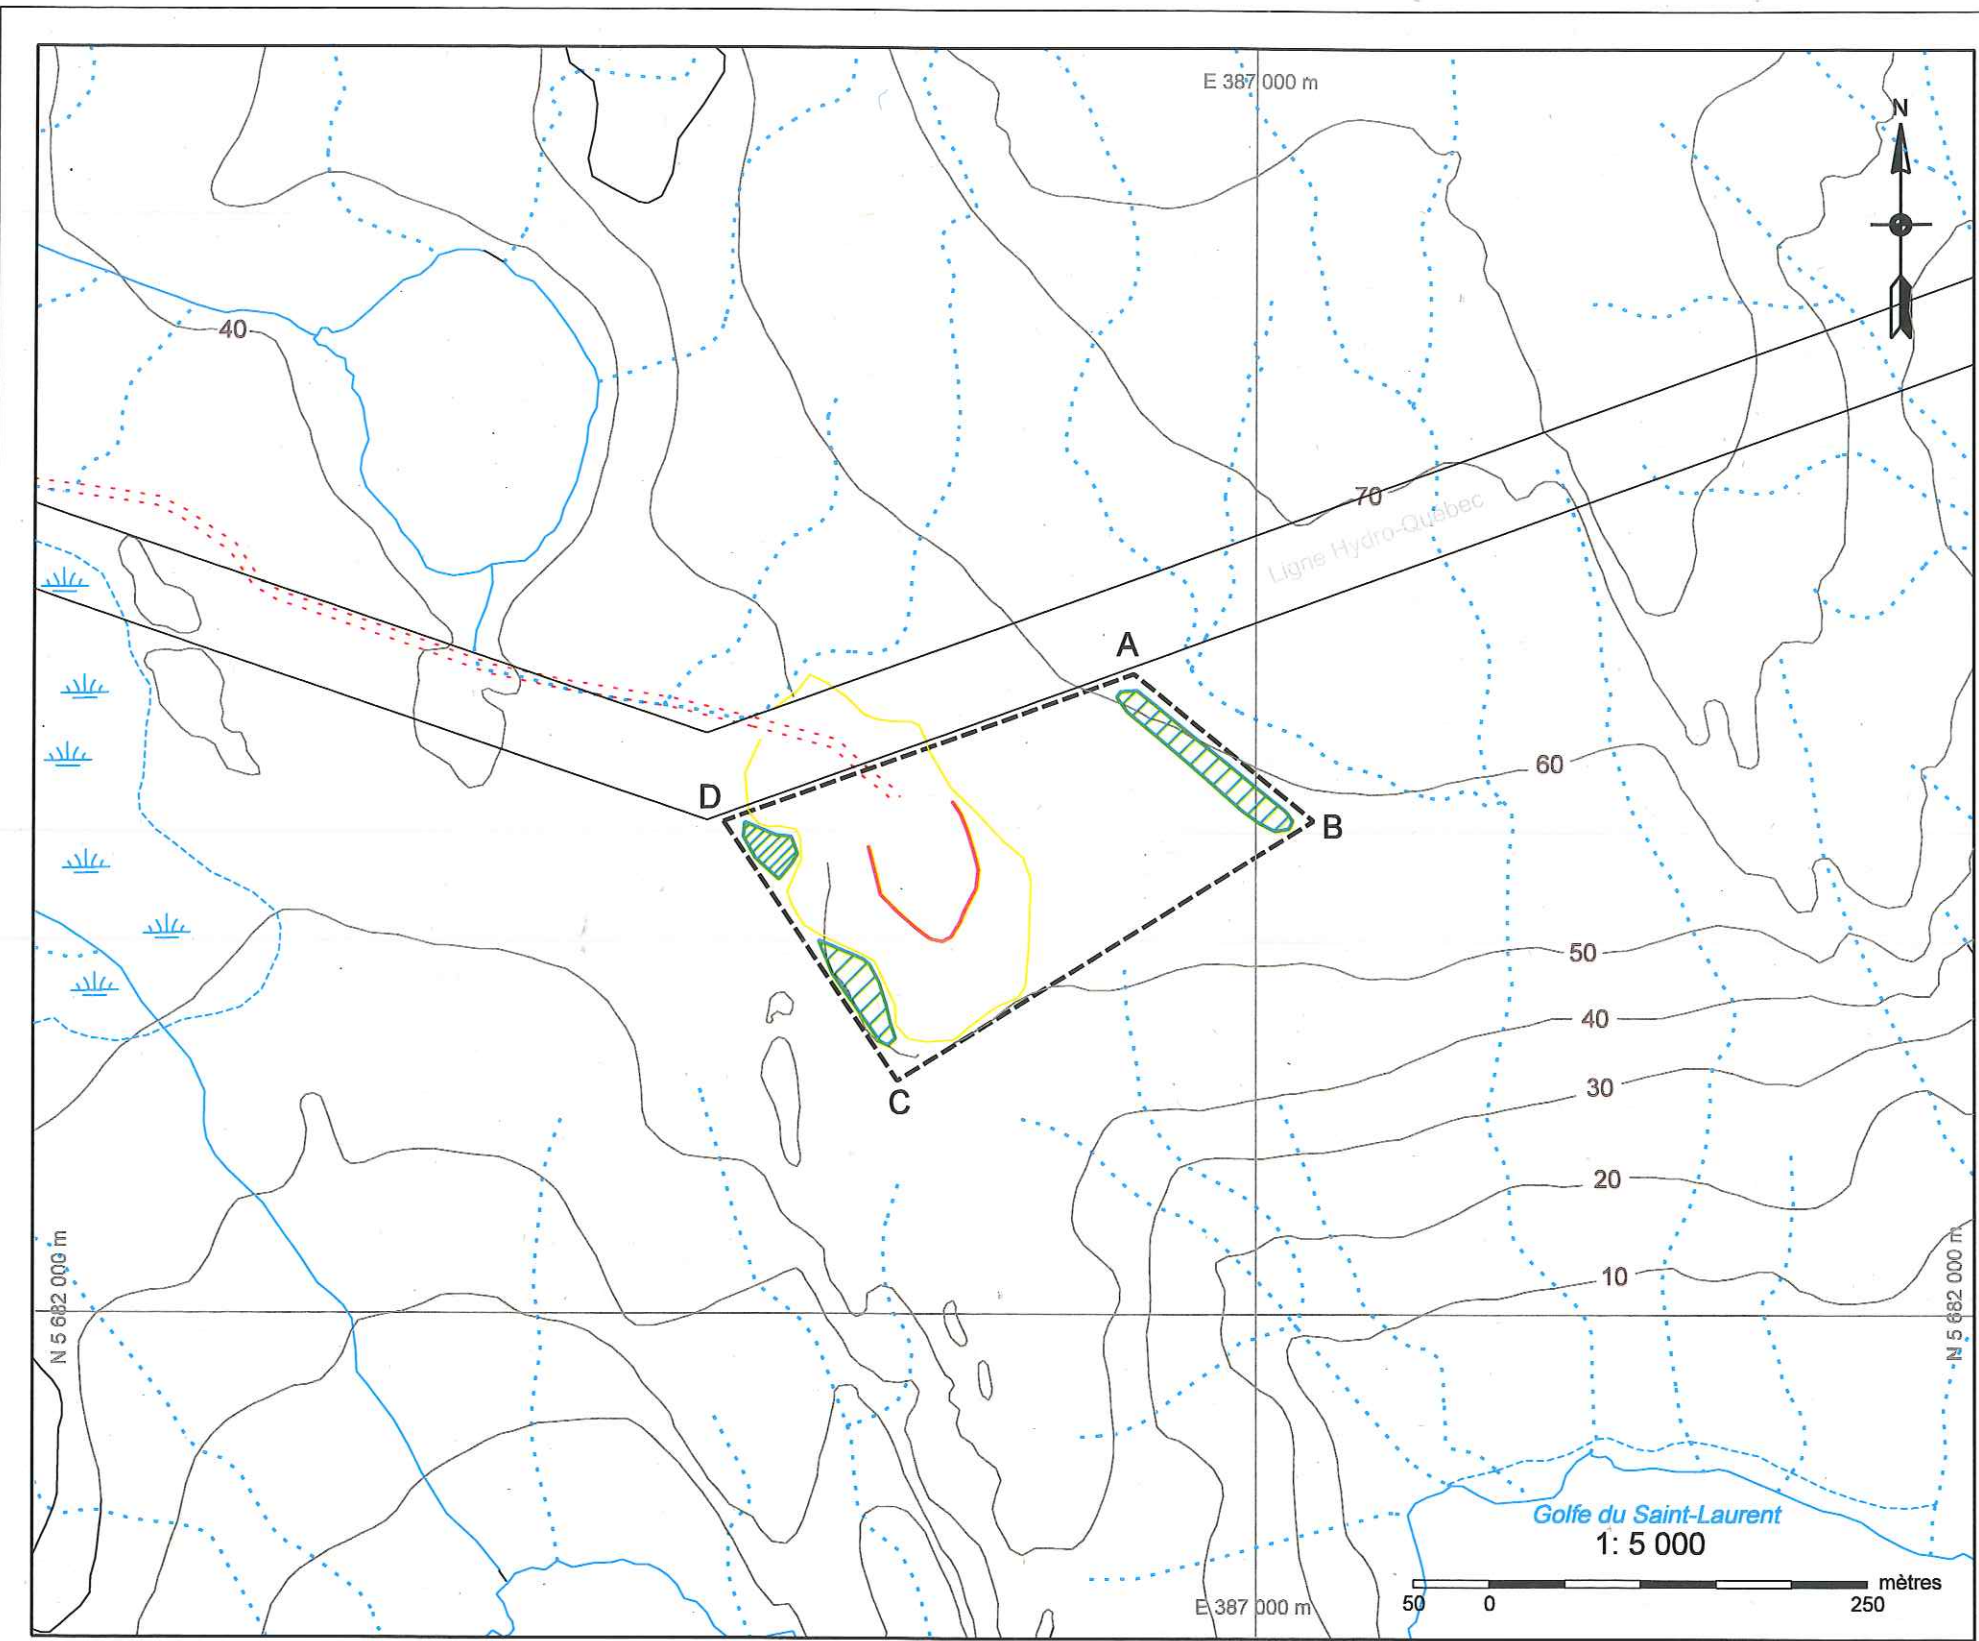 E 387 000 m
N
40
70
Ligne Hydro-Québec
A
60
D
B
50
40
30
C
20
10
N 5 682 000 m
N 5 682 000 m
Golfe du Saint-Laurent
1: 5 000
mètres
50 0 250
E 387 000 m